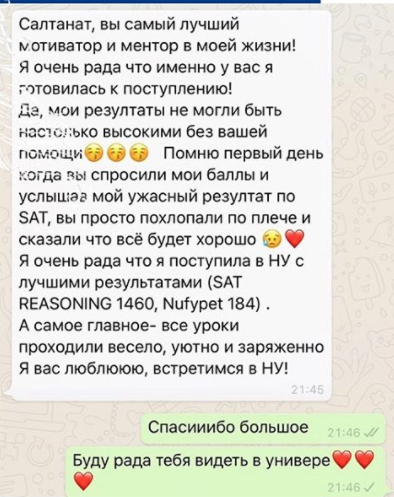 Салтанат, вы самый лучший
мотиватор и ментор в моей жизни!
Я очень рада что именно у вас я
готовилась к поступлению!
Да, мои резултаты не могли быть
настолько высокими без вашей
помощи😚😚😚 Помню первый день
когда вы спросили мои баллы и
услышав мой ужасный резултат по
SAT, вы просто похлопали по плече и
сказали что всё будет хорошо 😥❤️
Я очень рада что я поступила в НУ с
лучшими результатами (SAT
REASONING 1460, Nufypet 184) .
А самое главное- все уроки
проходили весело, уютно и заряженно
Я вас люблююю, встретимся в НУ!
21:45
Спасииибо большое 21:46
Буду рада тебя видеть в универе❤️❤️
❤️ 21:46